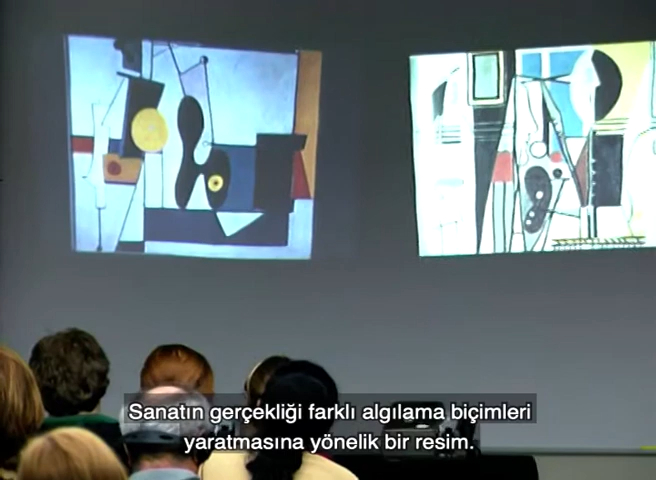 Sanatın gerçekliği farklı algılama biçimleri
yaratmasına yönelik bir resim.